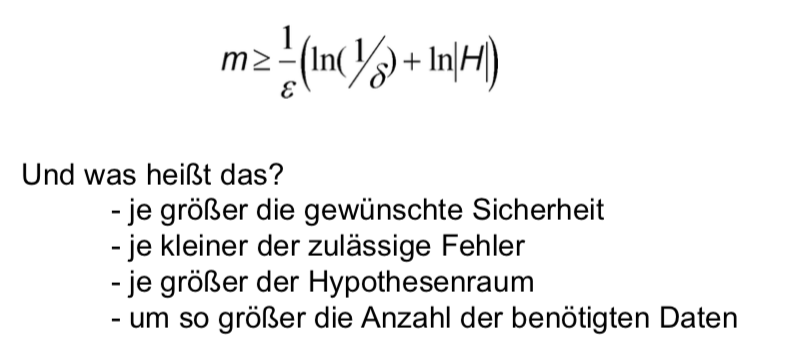 m ≥ 1/ε (ln(1/δ) + ln|H|)
Und was heißt das?
- je größer die gewünschte Sicherheit
- je kleiner der zulässige Fehler
- je größer der Hypothesenraum
- um so größer die Anzahl der benötigten Daten